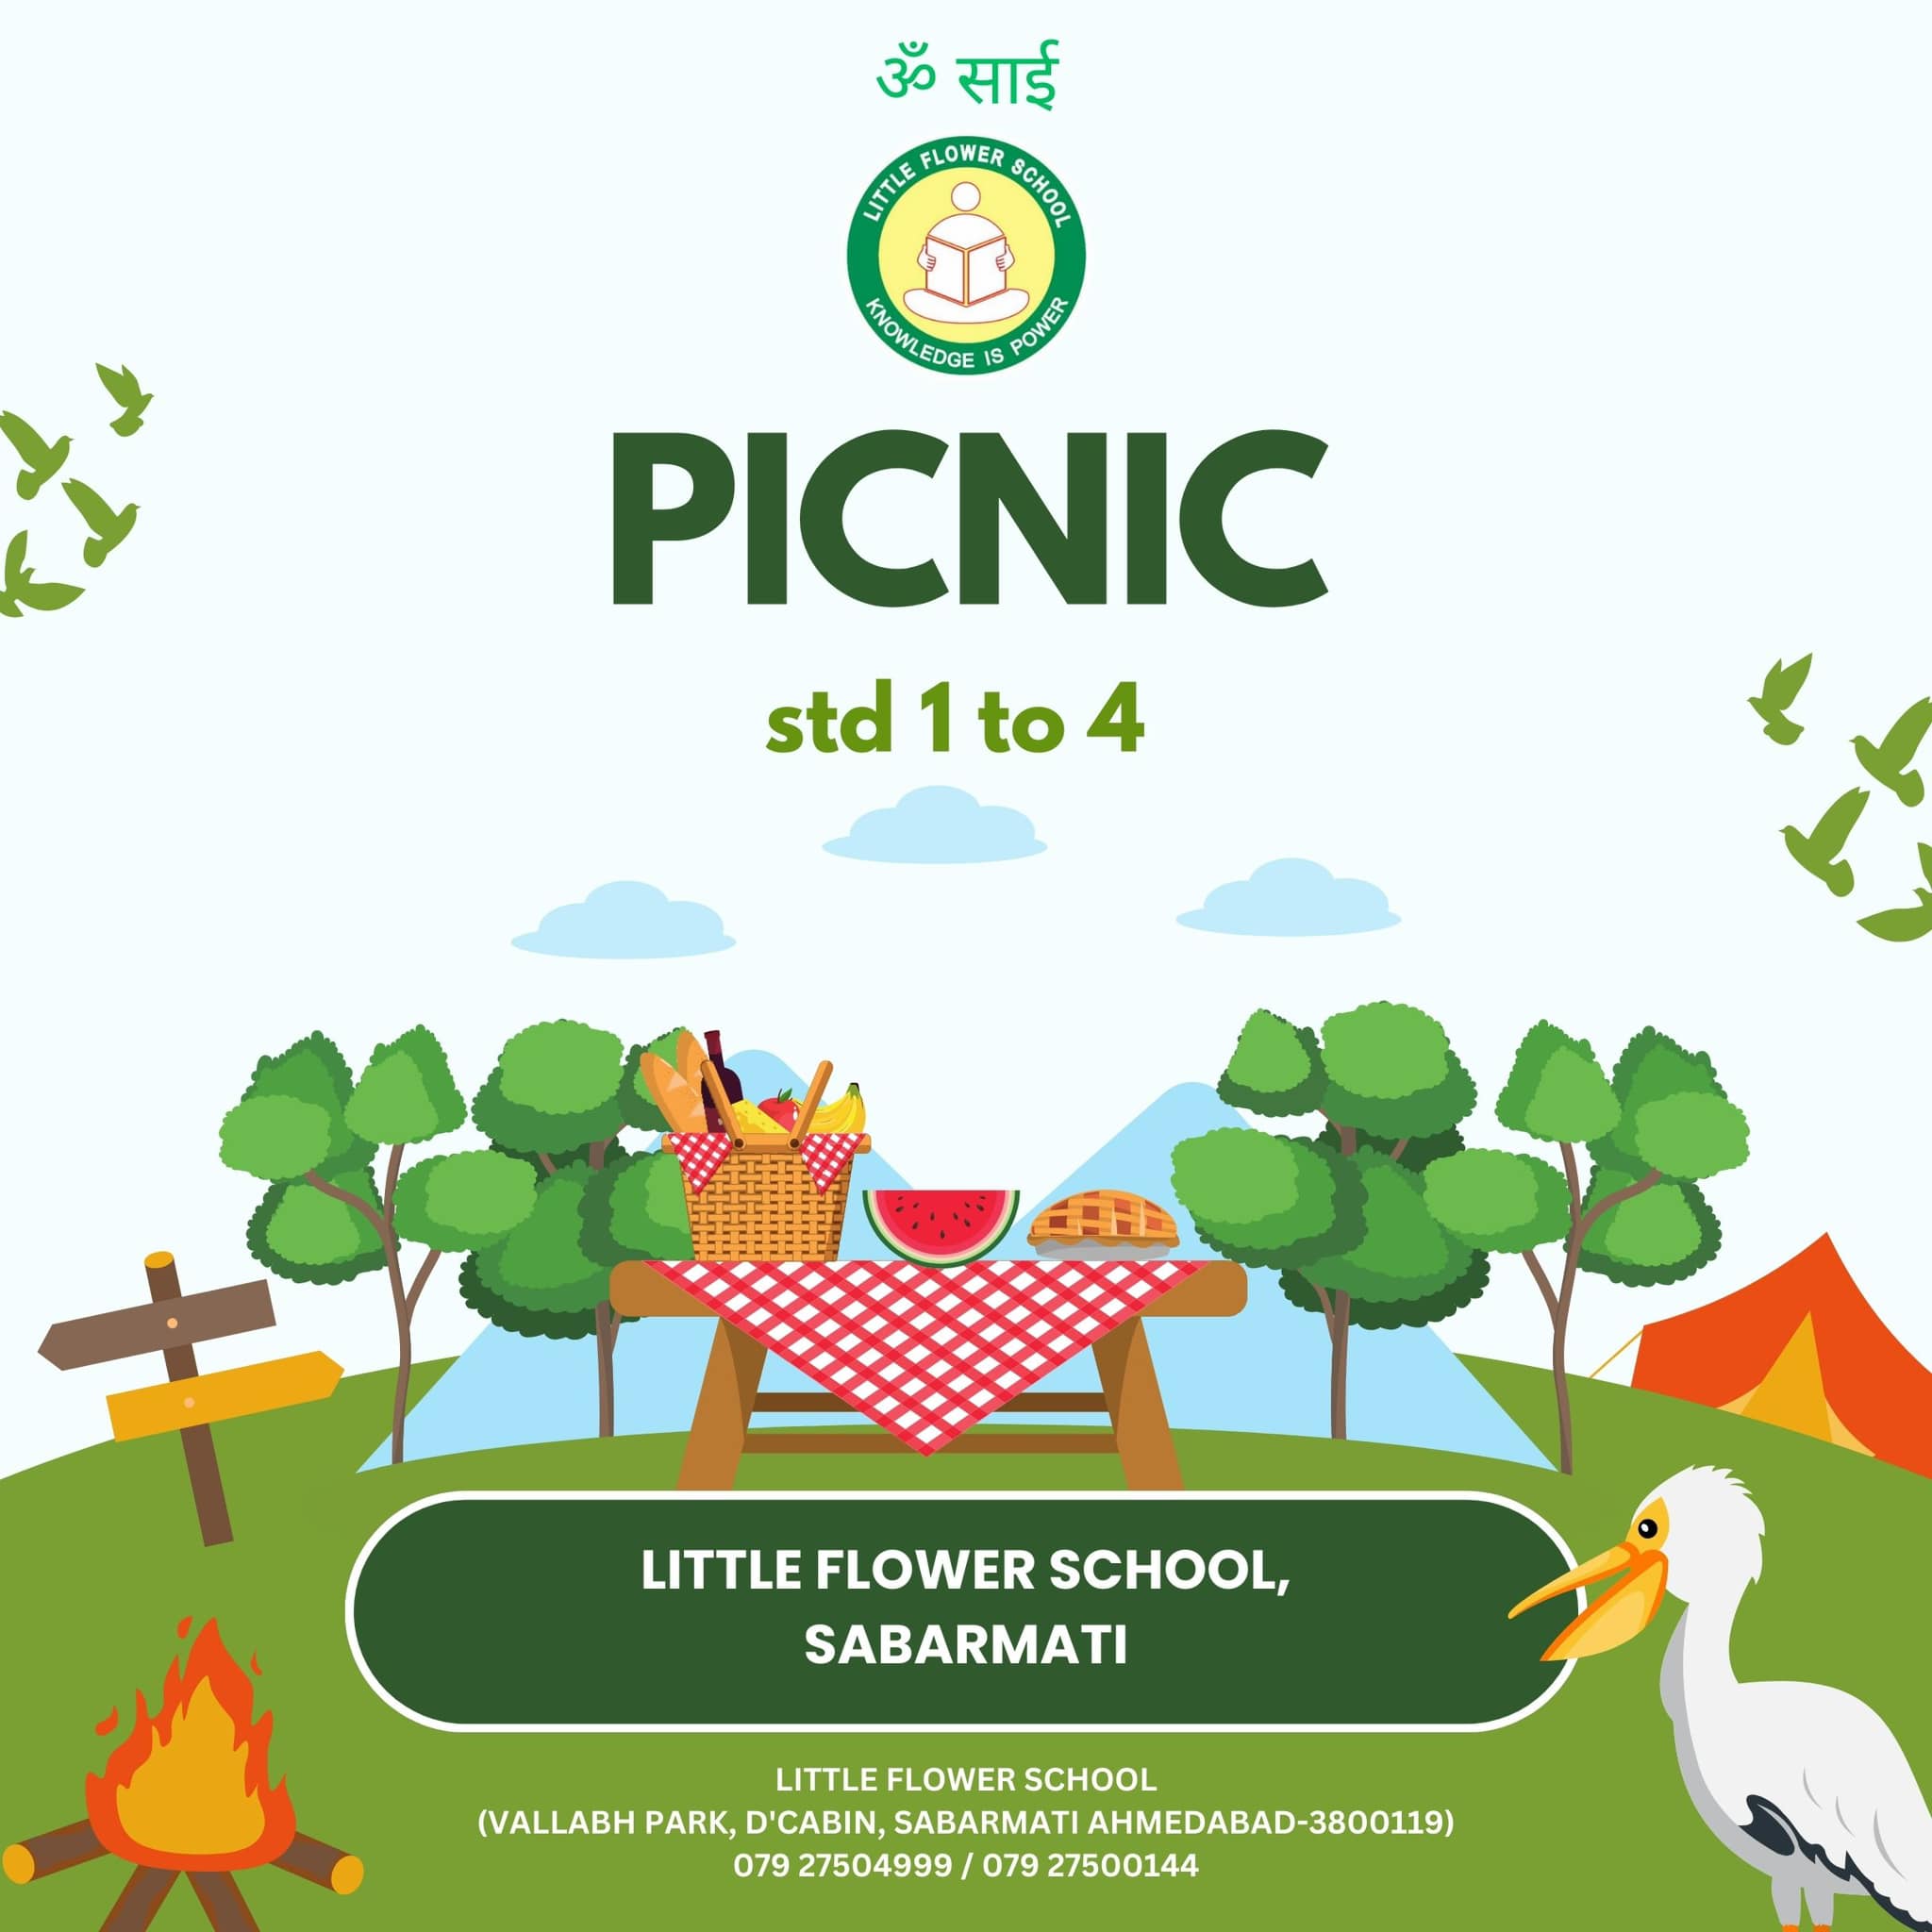 ॐ साई
LITTLE FLOWER SCHOOL
KNOWLEDGE IS POWER
PICNIC
std 1 to 4
LITTLE FLOWER SCHOOL,
SABARMATI
LITTLE FLOWER SCHOOL
(VALLABH PARK, D'CABIN, SABARMATI AHMEDABAD-3800119)
079 27504999 / 079 27500144